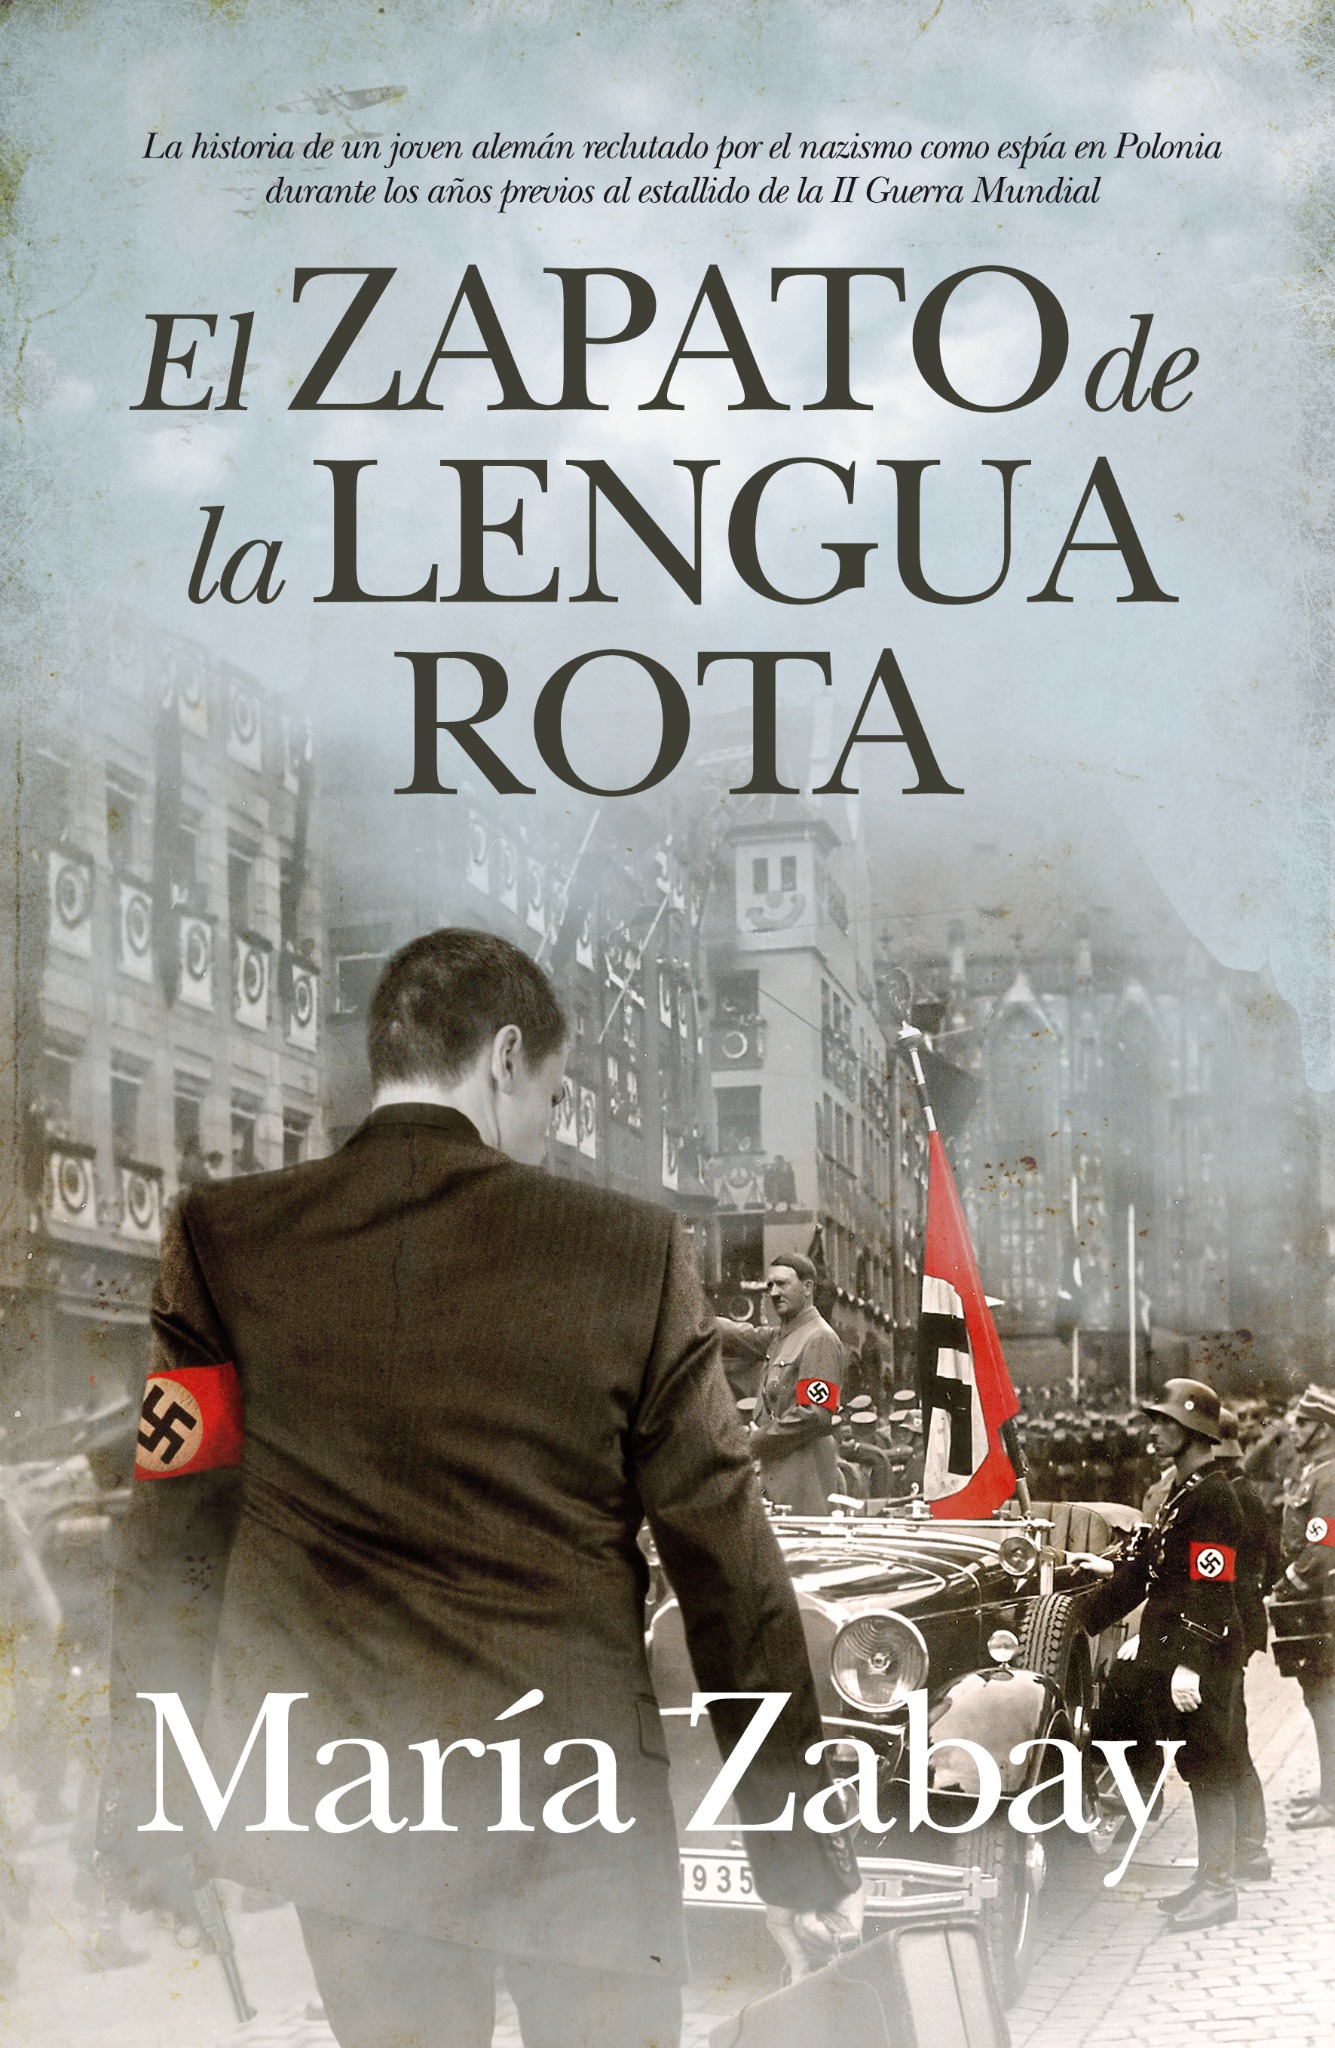 La historia de un joven alemán reclutado por el nazismo como espía en Polonia
durante los años previos al estallido de la II Guerra Mundial
El ZAPATO de
la LENGUA
ROTA
María Zabay
1935